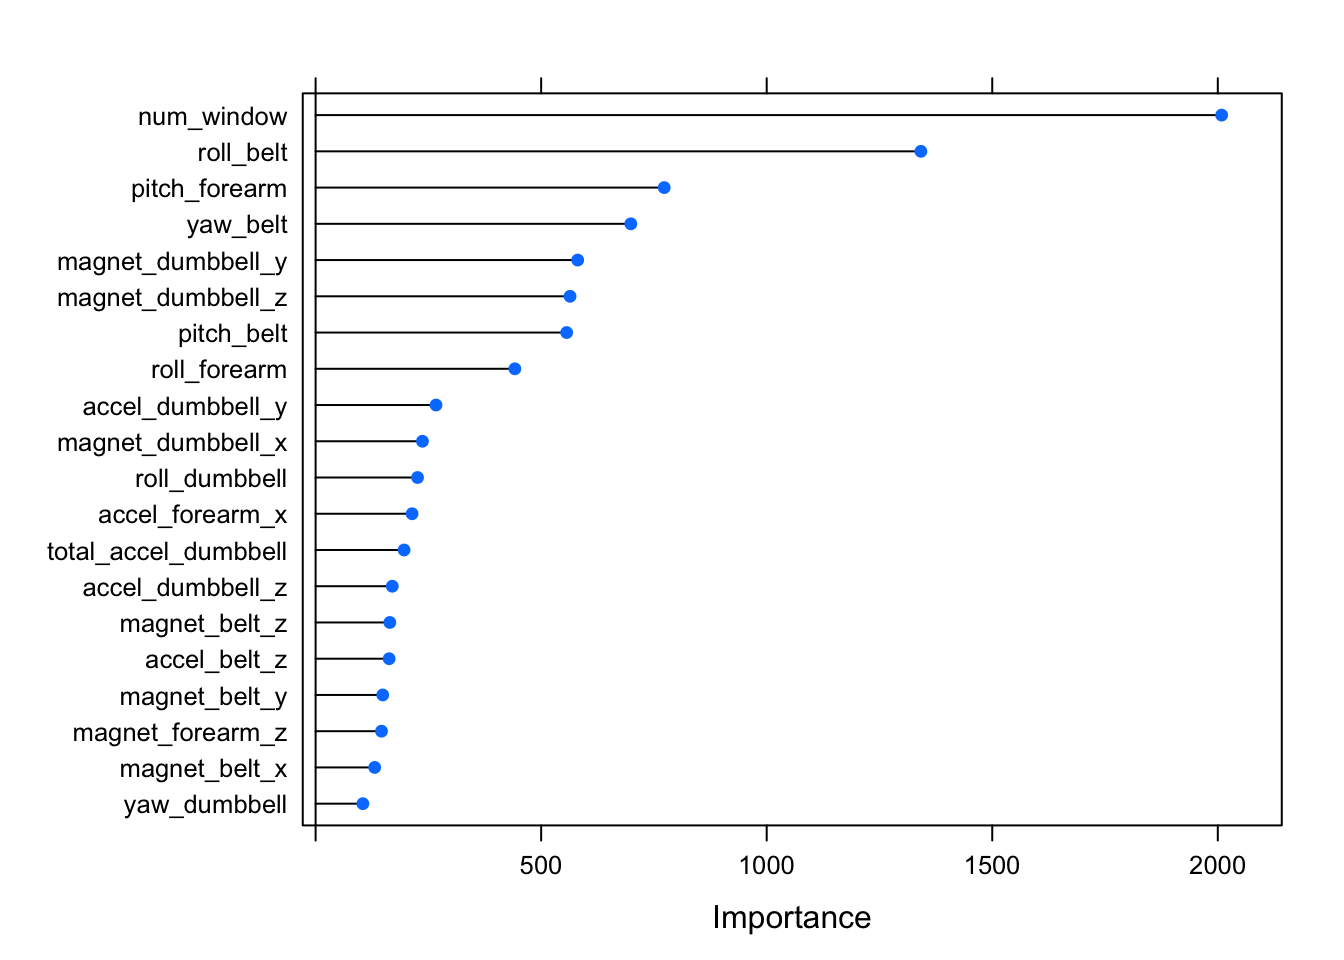 num_window
roll_belt
pitch_forearm
yaw_belt
magnet_dumbbell_y
magnet_dumbbell_z
pitch_belt
roll_forearm
accel_dumbbell_y
magnet_dumbbell_x
roll_dumbbell
accel_forearm_x
total_accel_dumbbell
accel_dumbbell_z
magnet_belt_z
accel_belt_z
magnet_belt_y
magnet_forearm_z
magnet_belt_x
yaw_dumbbell
500 1000 1500 2000
Importance